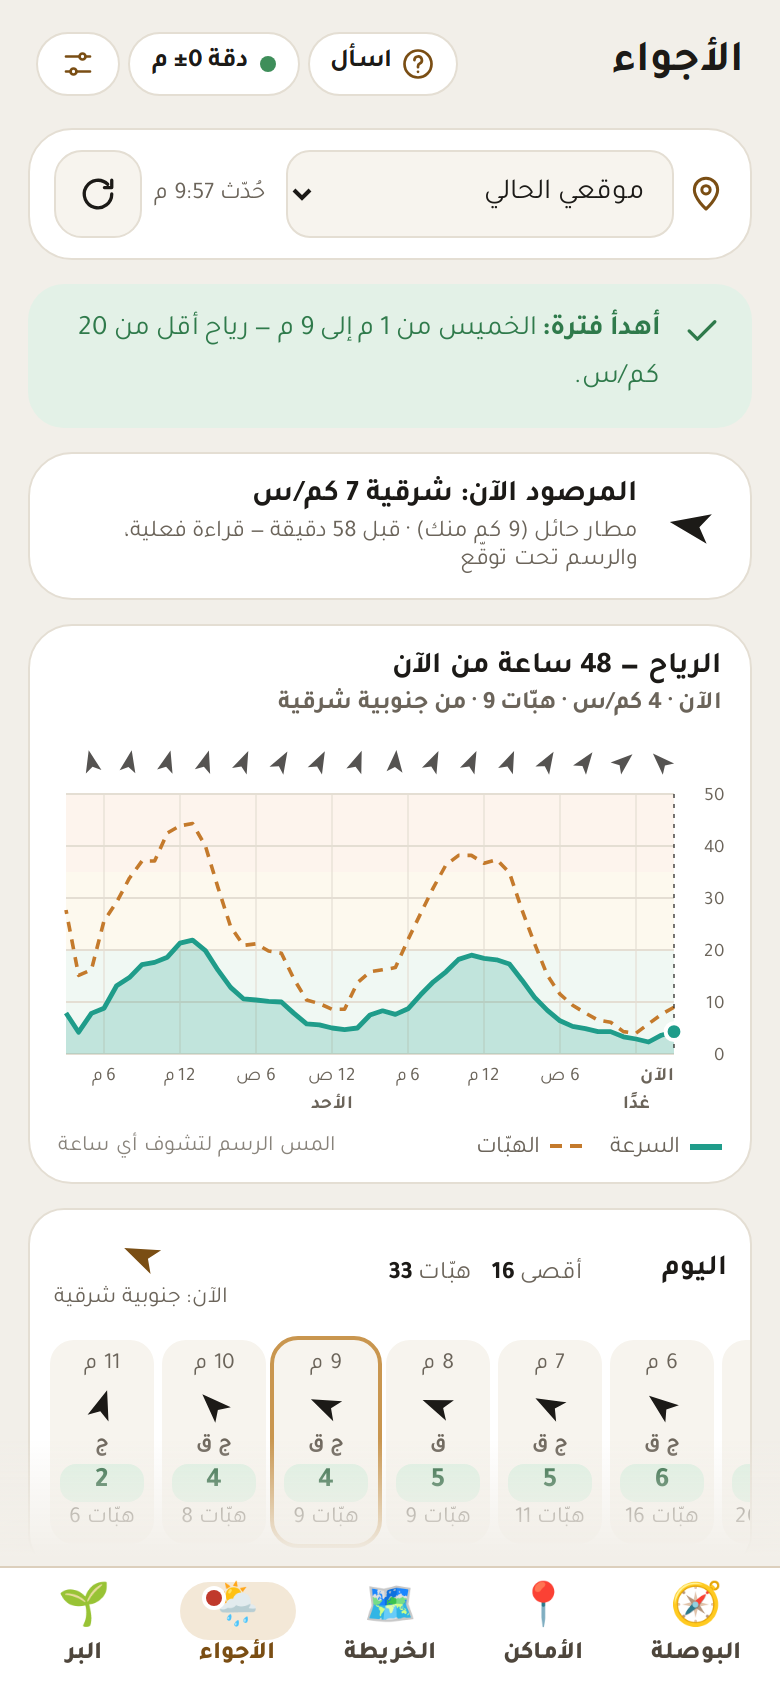 الأجواء
اسأل
دقة ±0 م
موقعي الحالي
حُدّث 9:57 م
أهدأ فترة: الخميس من 1 م إلى 9 م – رياح أقل من 20
كم/س.
المرصود الآن: شرقية 7 كم/س
مطار حائل (9 كم منك) · قبل 58 دقيقة – قراءة فعلية،
والرسم تحت توقّع
الرياح – 48 ساعة من الآن
الآن · 4 كم/س · هبّات 9 · من جنوبية شرقية
50
40
30
20
10
0
الآن
6 ص
12 م
6 م
12 ص
6 ص
12 م
6 م
غدًا
الأحد
السرعة
الهبّات
المس الرسم لتشوف أي ساعة
اليوم
أقصى 16
هبّات 33
الآن: جنوبية شرقية
6 م
7 م
8 م
9 م
10 م
11 م
ج ق
ج ق
ق
ج ق
ج ق
ج
6
5
5
4
4
2
هبّات 16
هبّات 11
هبّات 9
هبّات 9
هبّات 8
هبّات 6
البوصلة
الأماكن
الخريطة
الأجواء
البر